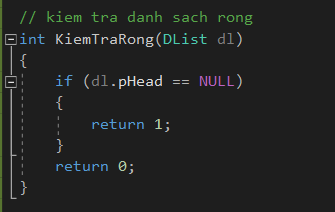 // kiem tra danh sach rong
int KiemTraRong(DList dl)
{
if (dl.pHead == NULL)
{
return 1;
}
return 0;
}